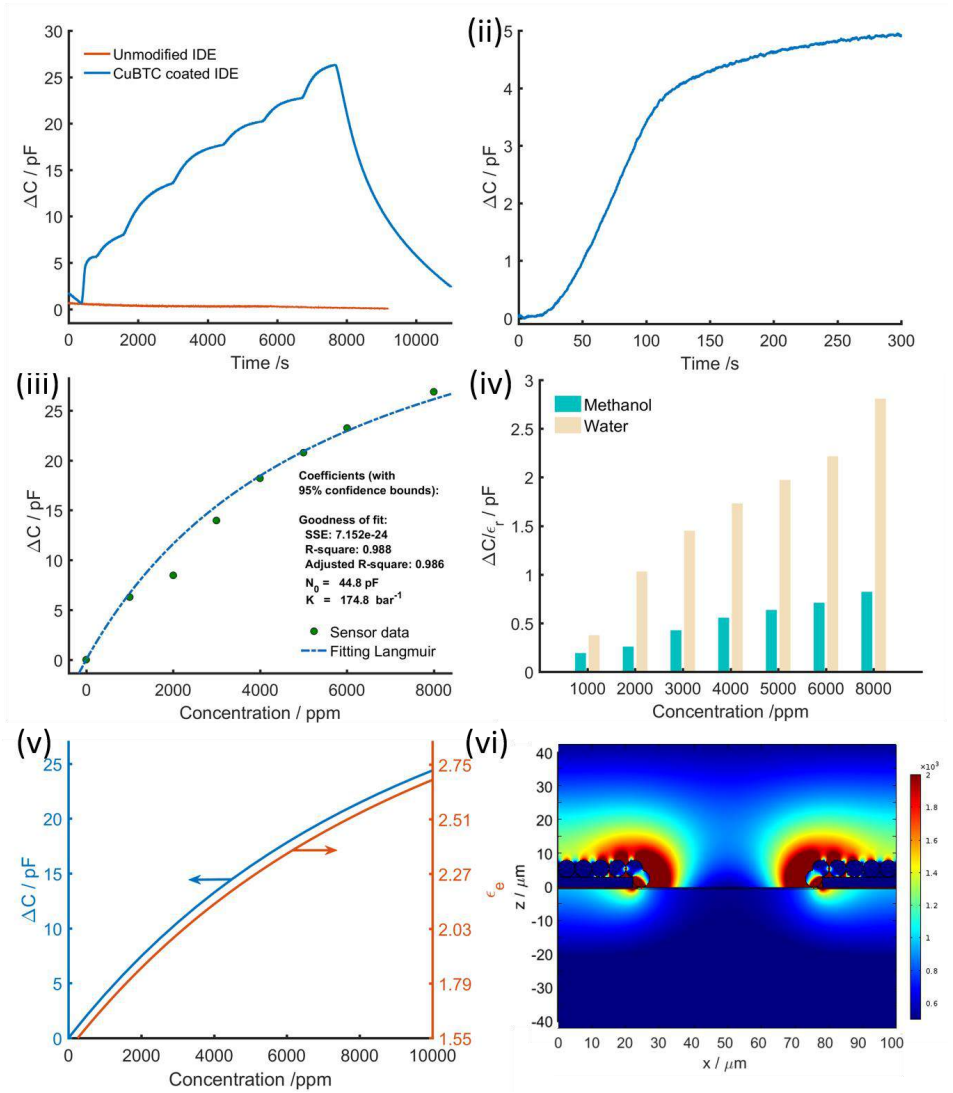 30
25
20
15
10
5
0
ΔC / pF
Unmodified IDE
CuBTC coated IDE
0 2000 4000 6000 8000 10000
Time /s
(ii)
5
4
3
2
1
0
ΔC / pF
0 50 100 150 200 250 300
Time /s
(iii)
25
20
15
10
5
0
ΔC / pF
Coefficients (with
95% confidence bounds):
Goodness of fit:
SSE: 7.152e-24
R-square: 0.988
Adjusted R-square: 0.986
N₀ = 44.8 pF
K = 174.8 bar⁻¹
Sensor data
Fitting Langmuir
0 2000 4000 6000 8000
Concentration / ppm
(iv)
3
2.5
2
1.5
1
0.5
0
ΔC/ϵᵣ / pF
Methanol
Water
1000 2000 3000 4000 5000 6000 8000
Concentration /ppm
(v)
25
20
15
10
5
0
ΔC / pF
2.75
2.51
2.27
2.03
1.79
1.55
ϵₑ
0 2000 4000 6000 8000 10000
Concentration /ppm
(vi)
40
30
20
10
0
-10
-20
-30
-40
z / μm
0 10 20 30 40 50 60 70 80 90 100
x / μm
×10³
2
1.8
1.6
1.4
1.2
1
0.8
0.6